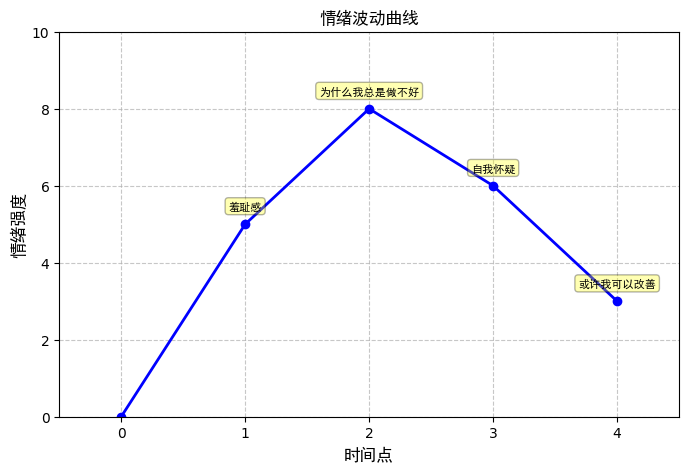 情绪波动曲线
10
8
6
4
2
0
情绪强度
为什么我总是做不好
自我怀疑
羞耻感
或许我可以改善
0 1 2 3 4
时间点